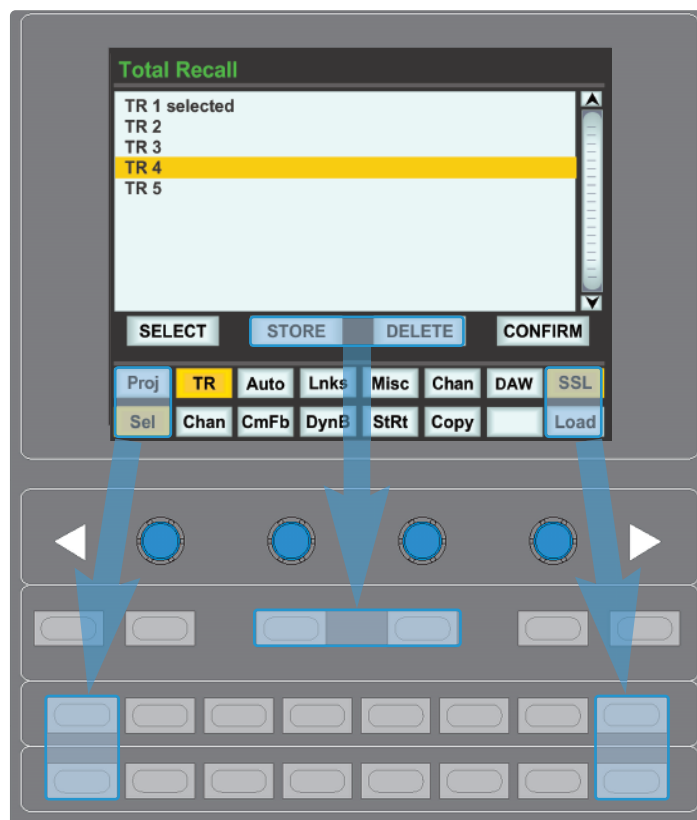 Total Recall
TR 1 selected
TR 2
TR 3
TR 4
TR 5
SELECT STORE DELETE CONFIRM
Proj TR Auto Lnks Misc Chan DAW SSL
Sel Chan CmFb DynB StRt Copy Load